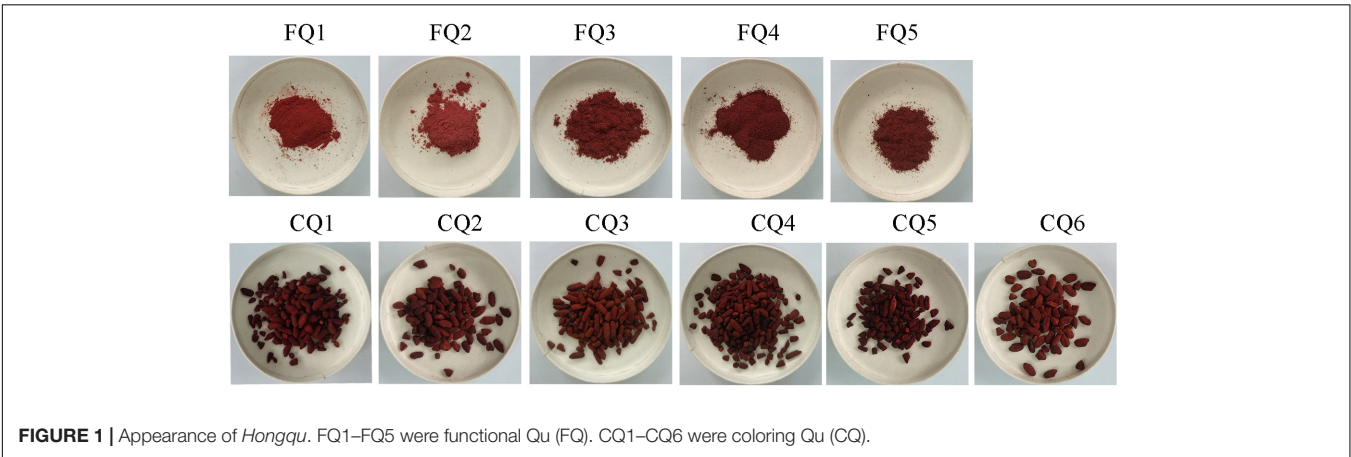 FQ1 FQ2 FQ3 FQ4 FQ5
CQ1 CQ2 CQ3 CQ4 CQ5 CQ6
FIGURE 1 | Appearance of Hongqu. FQ1–FQ5 were functional Qu (FQ). CQ1–CQ6 were coloring Qu (CQ).